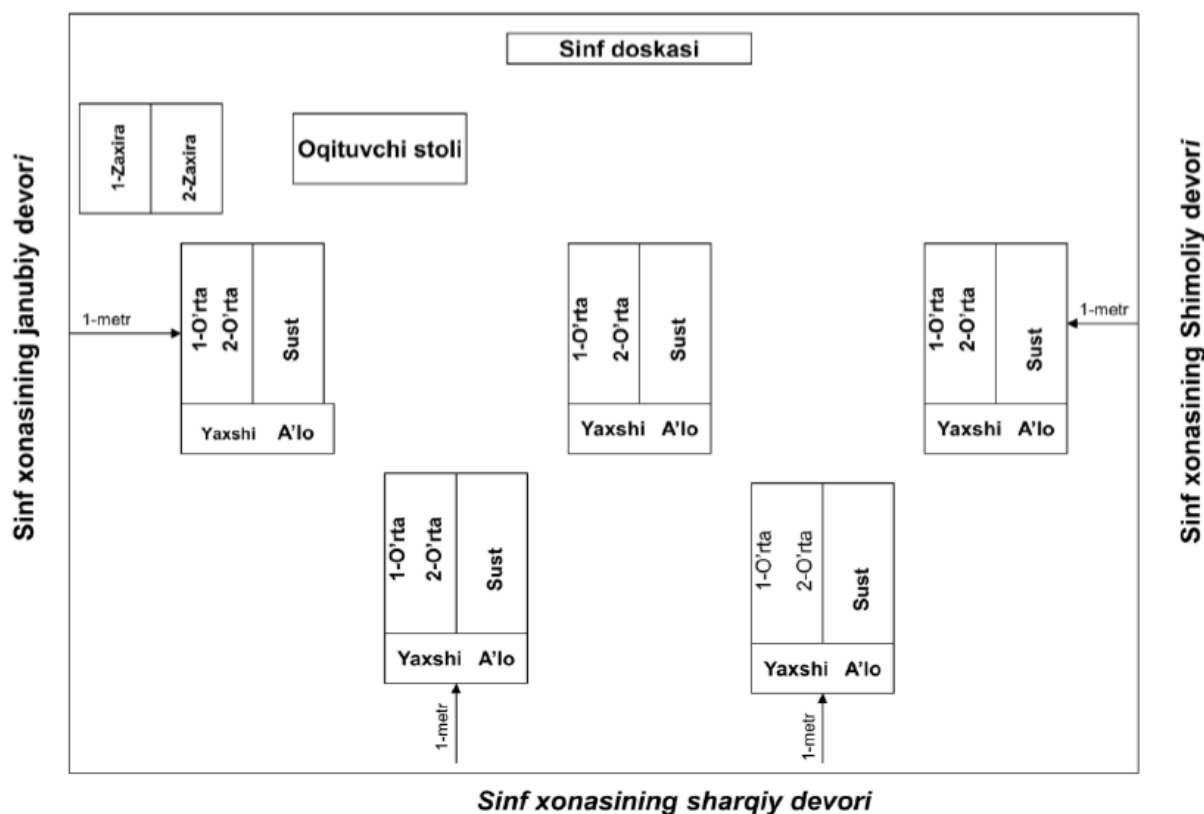 Sinf doskasi
Oqituvchi stoli
1-Zaxira
2-Zaxira
Sinf xonasining janubiy devori
Sinf xonasining Shimoliy devori
1-metr
1-O'rta
2-O'rta
Sust
Yaxshi A'lo
1-O'rta
2-O'rta
Sust
Yaxshi A'lo
1-O'rta
2-O'rta
Sust
Yaxshi A'lo
1-metr
1-O'rta
2-O'rta
Sust
Yaxshi A'lo
1-metr
1-O'rta
2-O'rta
Sust
Yaxshi A'lo
1-metr
Sinf xonasining sharqiy devori